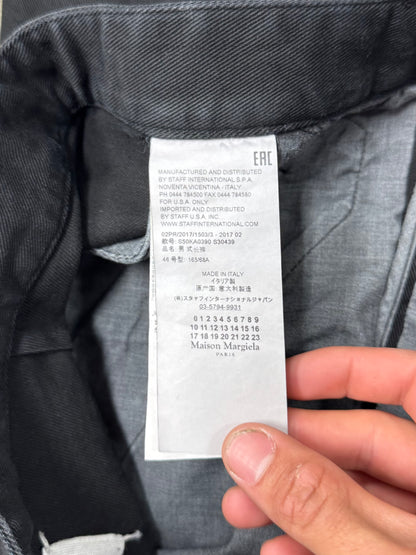 EAC
MANUFACTURED AND DISTRIBUTED
BY STAFF INTERNATIONAL S.P.A.
NOVENTA VICENTINA - ITALY
PH 0444 784500 FAX 0444 784560
FOR U.S.A. ONLY
IMPORTED AND DISTRIBUTED
BY STAFF U.S.A. INC
WWW.STAFFINTERNATIONAL.COM
02PR/2017/1503/3 - 2017 02
款号: S50KA0390 S30439
品名: 男式长裤
44 号型: 165/68A
MADE IN ITALY
イタリア製
原产国: 意大利制造
(株)スタッフインターナショナルジャパン
03-5794-9931
0 1 2 3 4 5 6 7 8 9
10 11 12 13 14 15 16
17 18 19 20 21 22 23
Maison Margiela
PARIS